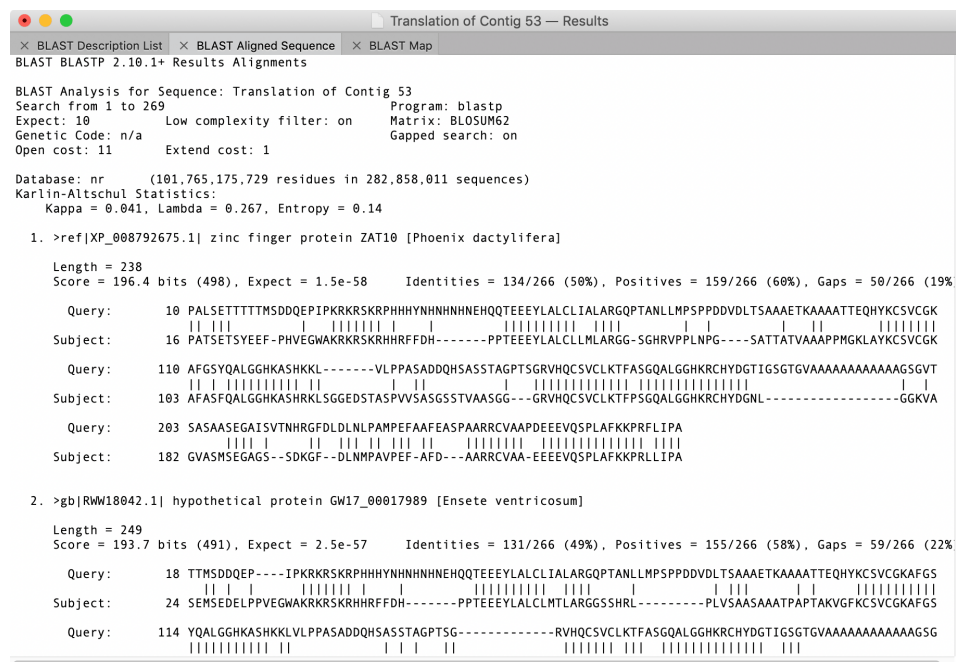 Translation of Contig 53 — Results
× BLAST Description List × BLAST Aligned Sequence × BLAST Map
BLAST BLASTP 2.10.1+ Results Alignments
BLAST Analysis for Sequence: Translation of Contig 53
Search from 1 to 269 Program: blastp
Expect: 10 Low complexity filter: on Matrix: BLOSUM62
Genetic Code: n/a Gapped search: on
Open cost: 11 Extend cost: 1
Database: nr (101,765,175,729 residues in 282,858,011 sequences)
Karlin-Altschul Statistics:
Kappa = 0.041, Lambda = 0.267, Entropy = 0.14
1. >ref|XP_008792675.1| zinc finger protein ZAT10 [Phoenix dactylifera]
Length = 238
Score = 196.4 bits (498), Expect = 1.5e-58 Identities = 134/266 (50%), Positives = 159/266 (60%), Gaps = 50/266 (19%
Query: 10 PALSETTTTTMSDDQEPIPKRKRSKRPHHHYNHNHNHNEHQQTEEEYLALCLIALARGQPTANLLMPSPPDDVDLTSAAAETKAAAATTEQHYKCSVCGK
Subject: 16 PATSETSYEEF-PHVEGWAKRKRSKRHHRFFDH-------PPTEEEYLALCLLMLARGG-SGHRVPPLNPG----SATTATVAAAPPMGKLAYKCSVCGK
Query: 110 AFGSYQALGGHKASHKKL-------VLPPASADDQHSASSTAGPTSGRVHQCSVCLKTFASGQALGGHKRCHYDGTIGSGTGVAAAAAAAAAAAAGSGVT
Subject: 103 AFASFQALGGHKASHRKLSGGEDSTASPVVSASGSSTVAASGG---GRVHQCSVCLKTFPSGQALGGHKRCHYDGNL-----------------GGKVA
Query: 203 SASAASEGAISVTNHRGFDLDLNLPAMPEFAAFEASPAARRCVAAPDEEEVQSPLAFKKPRFLIPA
Subject: 182 GVASMSEGAGS--SDKGF--DLNMPAVPEF-AFD---AARRCVAA-EEEEVQSPLAFKKPRLLIPA
2. >gb|RWW18042.1| hypothetical protein GW17_00017989 [Ensete ventricosum]
Length = 249
Score = 193.7 bits (491), Expect = 2.5e-57 Identities = 131/266 (49%), Positives = 155/266 (58%), Gaps = 59/266 (22%
Query: 18 TTMSDDQEP----IPKRKRSKRPHHHYNHNHNHNEHQQTEEEYLALCLIALARGQPTANLLMPSPPDDVDLTSAAAETKAAAATTEQHYKCSVCGKAFGS
Subject: 24 SEMSEDELPPVEGWAKRKRSKRHHRFFDH-------PPTEEEYLALCLMTLARGGSSHRL---------PLVSAASAAATPAPTAKVGFKCSVCGKAFGS
Query: 114 YQALGGHKASHKKLVLPPASADDQHSASSTAGPTSG-------------RVHQCSVCLKTFASGQALGGHKRCHYDGTIGSGTGVAAAAAAAAAAAAGSG